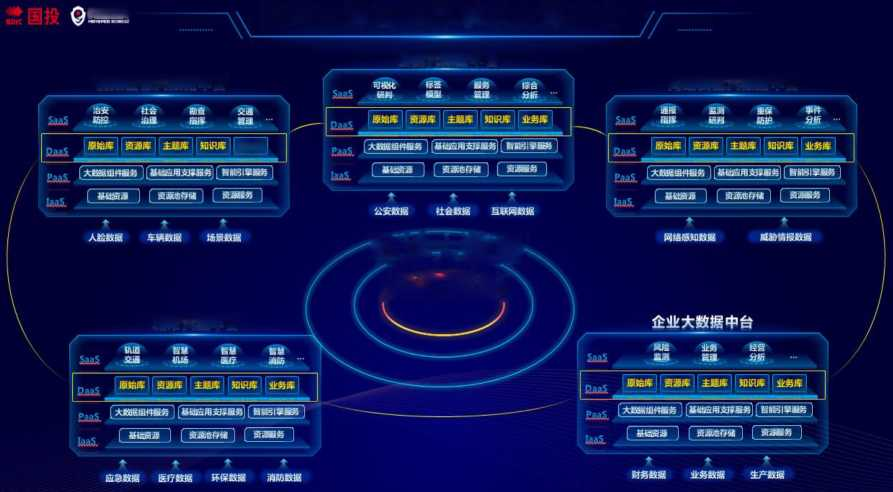 SDIC 国投
SaaS 可视化研判 标签模型 服务管理 综合分析 ...
DaaS 原始库 资源库 主题库 知识库 业务库
PaaS 大数据组件服务 基础应用支撑服务 智能引擎服务
IaaS 基础资源 资源池存储 资源服务
公安数据 社会数据 互联网数据
SaaS 治安防控 社会治理 勘查指挥 交通管理 ...
DaaS 原始库 资源库 主题库 知识库
PaaS 大数据组件服务 基础应用支撑服务 智能引擎服务
IaaS 基础资源 资源池存储 资源服务
人脸数据 车辆数据 场景数据
SaaS 通报指挥 监测研判 重保防护 事件分析 ...
DaaS 原始库 资源库 主题库 知识库 业务库
PaaS 大数据组件服务 基础应用支撑服务 智能引擎服务
IaaS 基础资源 资源池存储 资源服务
网络感知数据 威胁情报数据
SaaS 轨道交通 智慧机场 智慧医疗 智慧消防 ...
DaaS 原始库 资源库 主题库 知识库 业务库
PaaS 大数据组件服务 基础应用支撑服务 智能引擎服务
IaaS 基础资源 资源池存储 资源服务
应急数据 医疗数据 环保数据 消防数据
企业大数据中台
SaaS 风险监测 业务管理 经营分析 ...
DaaS 原始库 资源库 主题库 知识库 业务库
PaaS 大数据组件服务 基础应用支撑服务 智能引擎服务
IaaS 基础资源 资源池存储 资源服务
财务数据 业务数据 生产数据